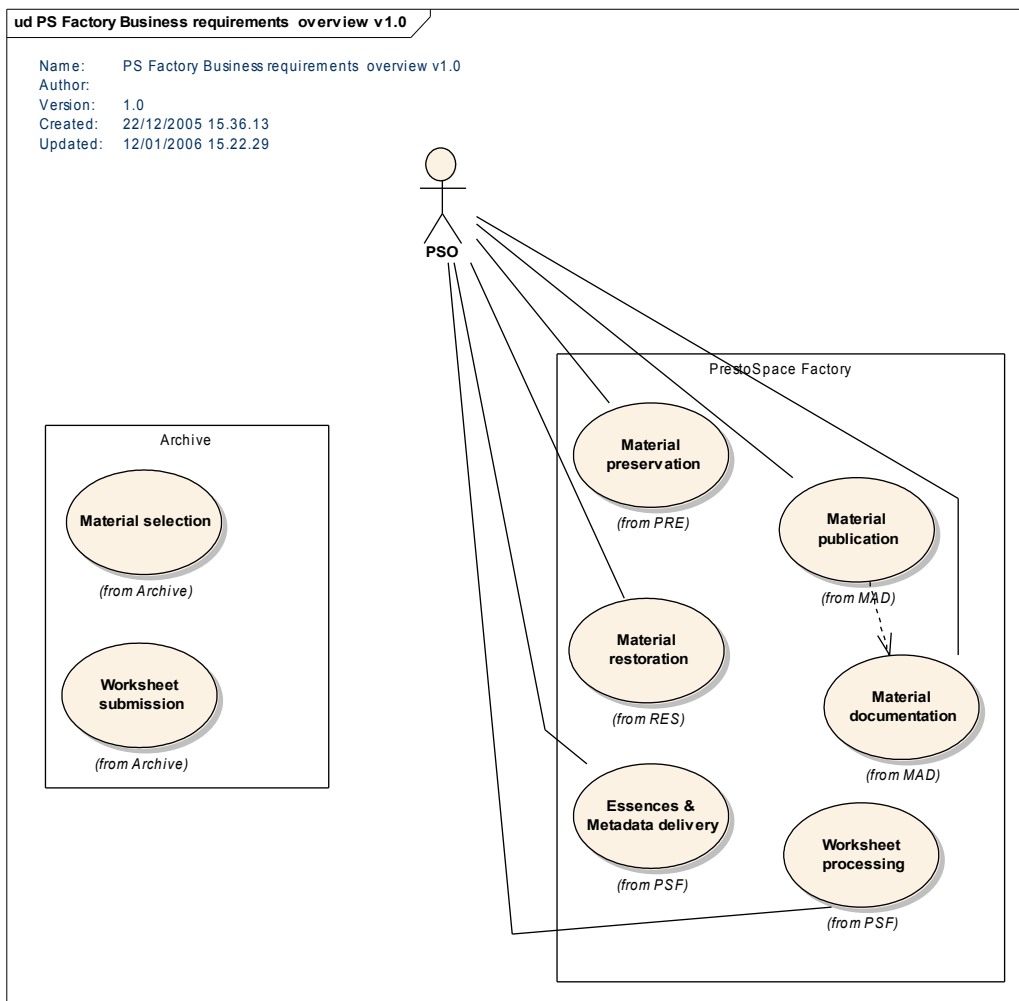 ud PS Factory Business requirements overview v1.0
Name: PS Factory Business requirements overview v1.0
Author:
Version: 1.0
Created: 22/12/2005 15.36.13
Updated: 12/01/2006 15.22.29
PSO
Archive
Material selection
(from Archive)
Worksheet
submission
(from Archive)
PrestoSpace Factory
Material
preservation
(from PRE)
Material
publication
(from MAD)
Material
restoration
(from RES)
Material
documentation
(from MAD)
Essences &
Metadata delivery
(from PSF)
Worksheet
processing
(from PSF)